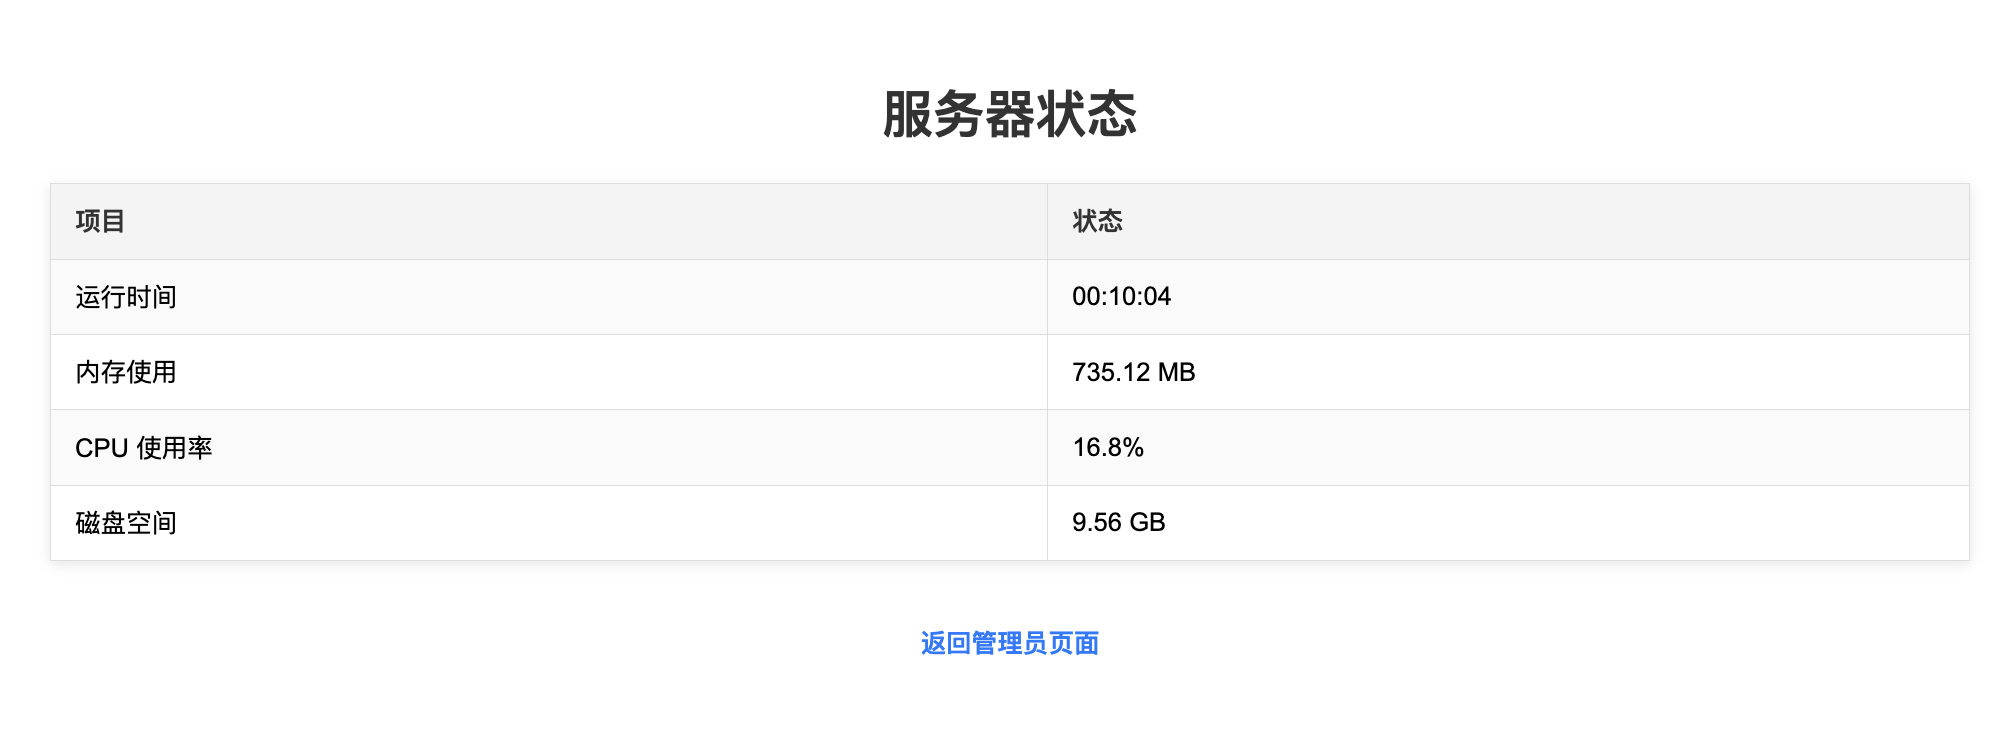 服务器状态
项目 状态
运行时间 00:10:04
内存使用 735.12 MB
CPU 使用率 16.8%
磁盘空间 9.56 GB
返回管理员页面